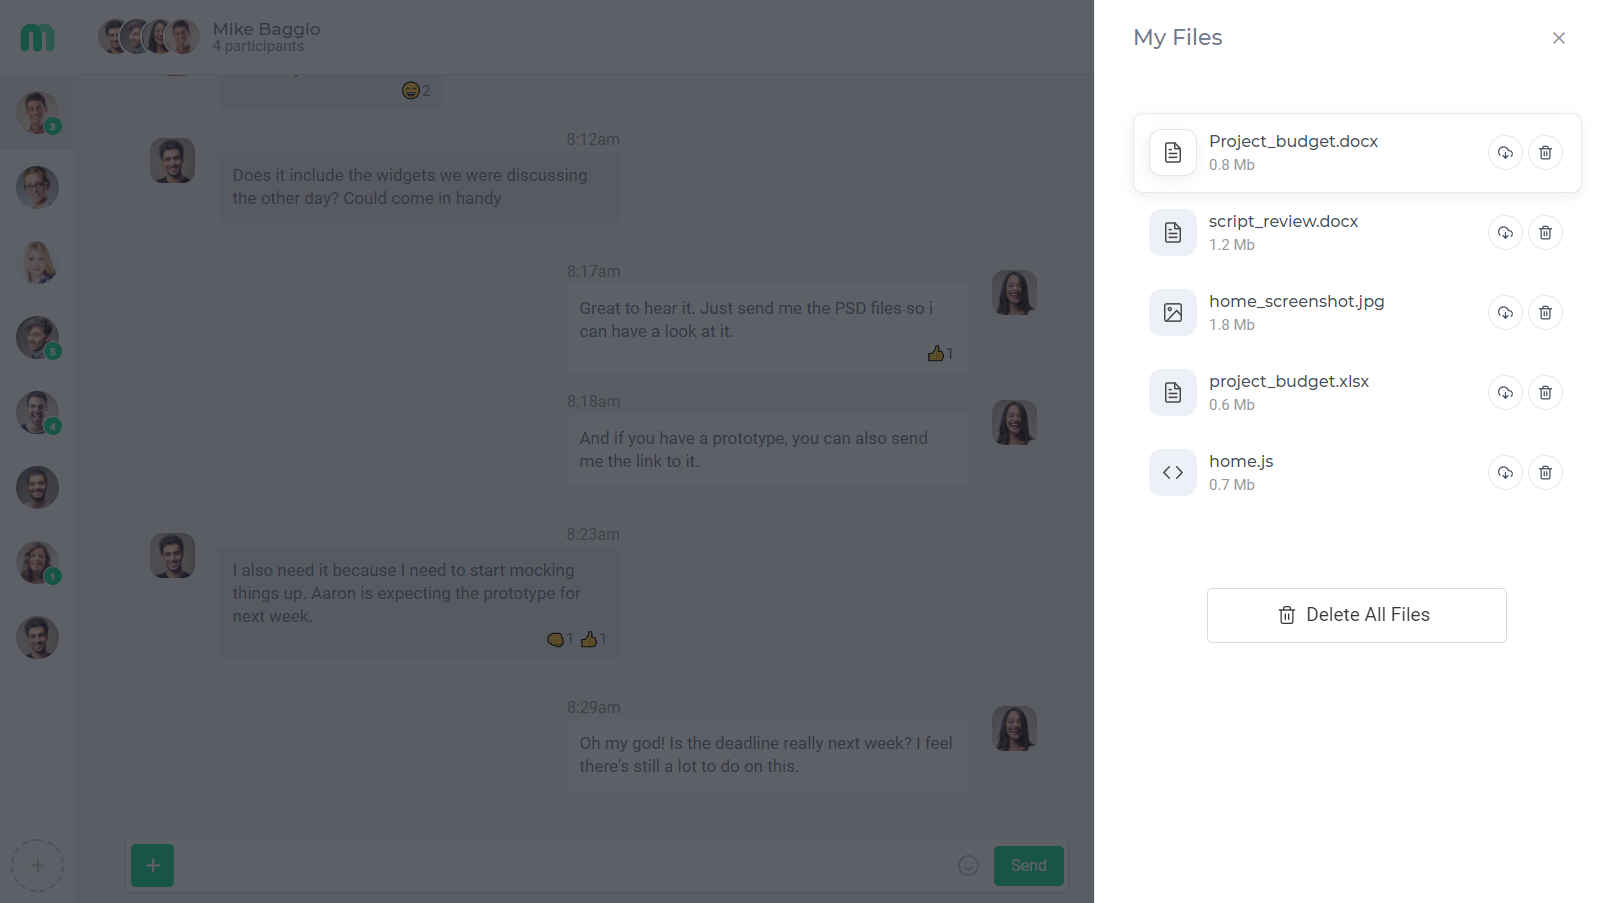 Mike Baggio
4 participants
3
5
4
1
2
8:12am
Does it include the widgets we were discussing
the other day? Could come in handy
8:17am
Great to hear it. Just send me the PSD files so i
can have a look at it.
1
8:18am
And if you have a prototype, you can also send
me the link to it.
8:23am
I also need it because I need to start mocking
things up. Aaron is expecting the prototype for
next week.
1 1
8:29am
Oh my god! Is the deadline really next week? I feel
there's still a lot to do on this.
Send
My Files
Project_budget.docx
0.8 Mb
script_review.docx
1.2 Mb
home_screenshot.jpg
1.8 Mb
project_budget.xlsx
0.6 Mb
home.js
0.7 Mb
Delete All Files